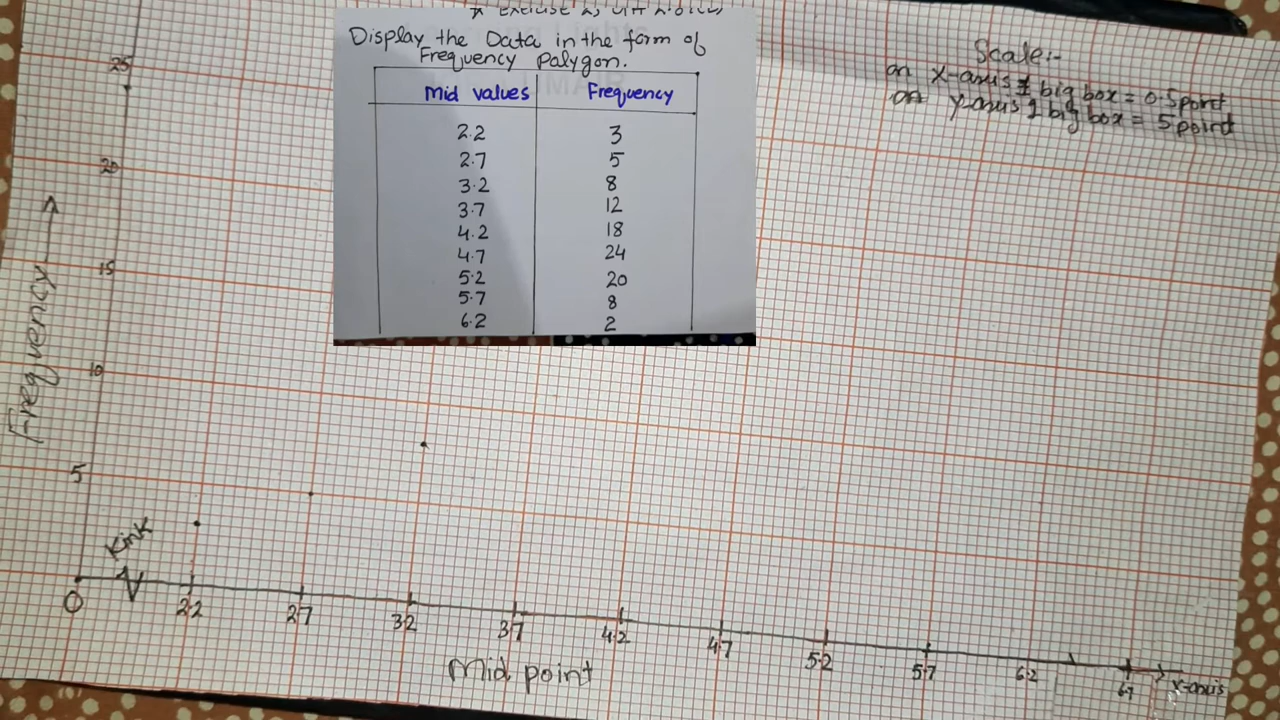 Display the Data in the form of
Frequency Polygon.
Mid values Frequency
2.2 3
2.7 5
3.2 8
3.7 12
4.2 18
4.7 24
5.2 20
5.7 8
6.2 2
Scale:-
on x-axis 1 big box = 0.5 point
on y-axis 1 big box = 5 point
25
20
15
10
5
Frequency
Kink
0 2.2 2.7 3.2 3.7 4.2 4.7 5.2 5.7 6.2 6.7 x-axis
Mid point